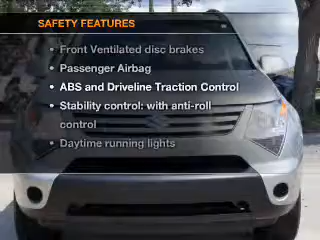 SAFETY FEATURES
• Front Ventilated disc brakes
• Passenger Airbag
• ABS and Driveline Traction Control
• Stability control: with anti-roll
control
• Daytime running lights